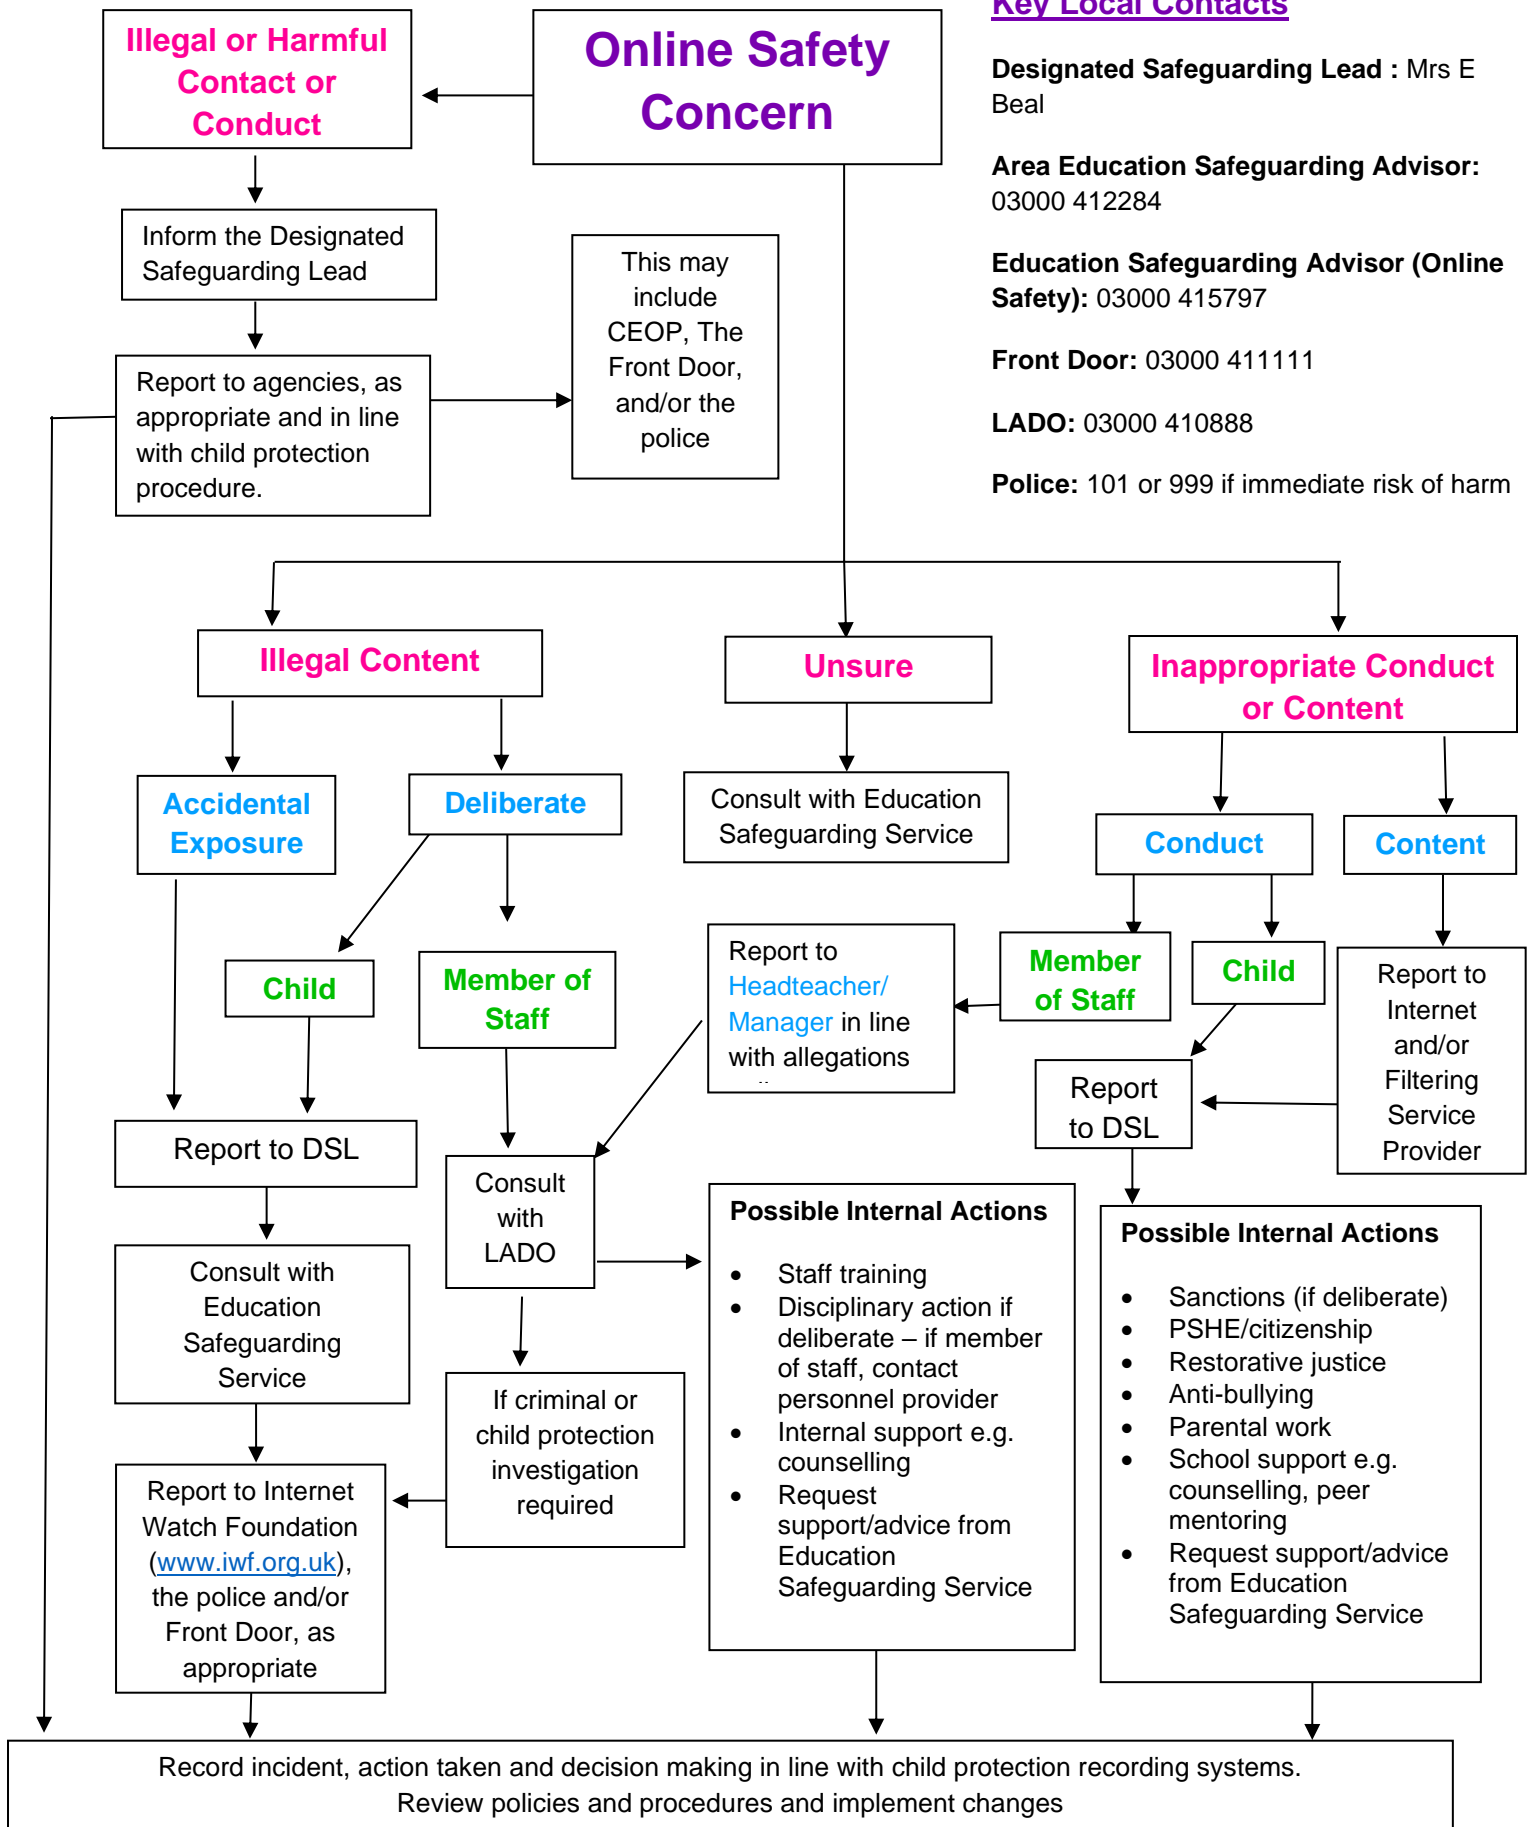 Key Local Contacts
Illegal or Harmful
Contact or
Conduct
Online Safety
Concern
Designated Safeguarding Lead : Mrs E
Beal
Area Education Safeguarding Advisor:
03000 412284
Education Safeguarding Advisor (Online
Safety): 03000 415797
Front Door: 03000 411111
LADO: 03000 410888
Police: 101 or 999 if immediate risk of harm
Inform the Designated
Safeguarding Lead
This may
include
CEOP, The
Front Door,
and/or the
police
Report to agencies, as
appropriate and in line
with child protection
procedure.
Illegal Content
Unsure
Inappropriate Conduct
or Content
Accidental
Exposure
Deliberate
Consult with Education
Safeguarding Service
Conduct
Content
Child
Member of
Staff
Report to
Headteacher/
Manager in line
with allegations
Member
of Staff
Child
Report to
Internet
and/or
Filtering
Service
Provider
Report to DSL
Report
to DSL
Consult
with
LADO
Consult with
Education
Safeguarding
Service
If criminal or
child protection
investigation
required
Report to Internet
Watch Foundation
(www.iwf.org.uk),
the police and/or
Front Door, as
appropriate
Possible Internal Actions
• Staff training
• Disciplinary action if
deliberate – if member
of staff, contact
personnel provider
• Internal support e.g.
counselling
• Request
support/advice from
Education
Safeguarding Service
Possible Internal Actions
• Sanctions (if deliberate)
• PSHE/citizenship
• Restorative justice
• Anti-bullying
• Parental work
• School support e.g.
counselling, peer
mentoring
• Request support/advice
from Education
Safeguarding Service
Record incident, action taken and decision making in line with child protection recording systems.
Review policies and procedures and implement changes